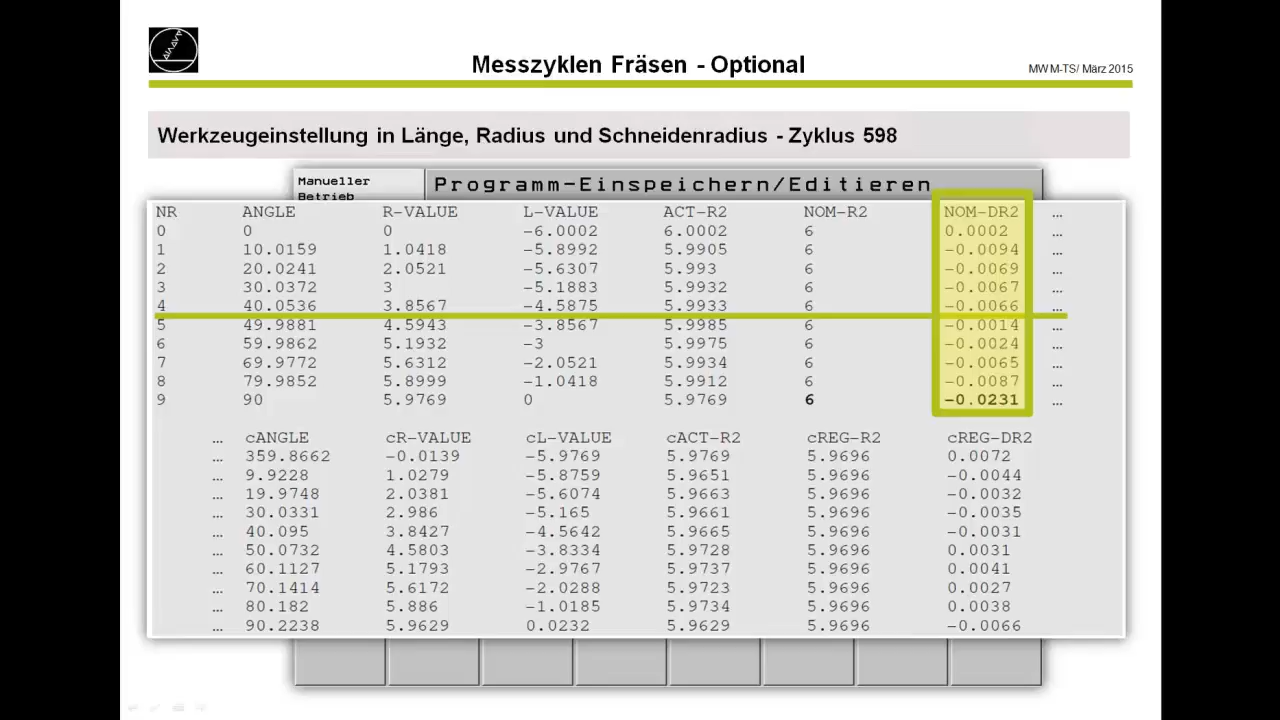 Messzyklen Fräsen - Optional
MWM-TS/ März 2015
Werkzeugeinstellung in Länge, Radius und Schneidenradius - Zyklus 598
Manueller Betrieb
Programm-Einspeichern/Editieren
NR ANGLE R-VALUE L-VALUE ACT-R2 NOM-R2 NOM-DR2 ...
0 0 0 -6.0002 6.0002 6 0.0002 ...
1 10.0159 1.0418 -5.8992 5.9905 6 -0.0094 ...
2 20.0241 2.0521 -5.6307 5.993 6 -0.0069 ...
3 30.0372 3 -5.1883 5.9932 6 -0.0067 ...
4 40.0536 3.8567 -4.5875 5.9933 6 -0.0066 ...
5 49.9881 4.5943 -3.8567 5.9985 6 -0.0014 ...
6 59.9862 5.1932 -3 5.9975 6 -0.0024 ...
7 69.9772 5.6312 -2.0521 5.9934 6 -0.0065 ...
8 79.9852 5.8999 -1.0418 5.9912 6 -0.0087 ...
9 90 5.9769 0 5.9769 6 -0.0231 ...
... cANGLE cR-VALUE cL-VALUE cACT-R2 cREG-R2 cREG-DR2
... 359.8662 -0.0139 -5.9769 5.9769 5.9696 0.0072
... 9.9228 1.0279 -5.8759 5.9651 5.9696 -0.0044
... 19.9748 2.0381 -5.6074 5.9663 5.9696 -0.0032
... 30.0331 2.986 -5.165 5.9661 5.9696 -0.0035
... 40.095 3.8427 -4.5642 5.9665 5.9696 -0.0031
... 50.0732 4.5803 -3.8334 5.9728 5.9696 0.0031
... 60.1127 5.1793 -2.9767 5.9737 5.9696 0.0041
... 70.1414 5.6172 -2.0288 5.9723 5.9696 0.0027
... 80.182 5.886 -1.0185 5.9734 5.9696 0.0038
... 90.2238 5.9629 0.0232 5.9629 5.9696 -0.0066